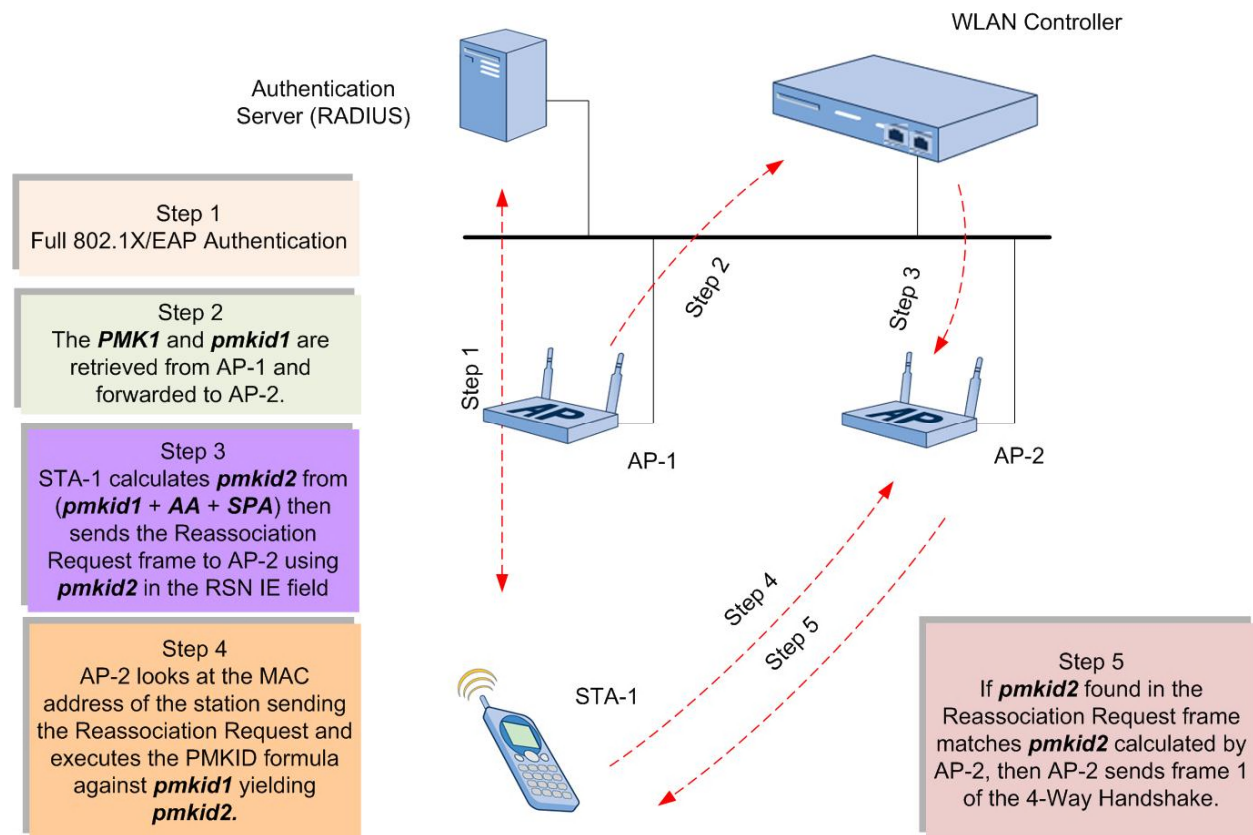 WLAN Controller
Authentication
Server (RADIUS)
Step 1
Full 802.1X/EAP Authentication
Step 2
The PMK1 and pmkid1 are
retrieved from AP-1 and
forwarded to AP-2.
Step 3
STA-1 calculates pmkid2 from
(pmkid1 + AA + SPA) then
sends the Reassociation
Request frame to AP-2 using
pmkid2 in the RSN IE field
Step 4
AP-2 looks at the MAC
address of the station sending
the Reassociation Request and
executes the PMKID formula
against pmkid1 yielding
pmkid2.
Step 1
Step 2
Step 3
AP
AP-1
AP
AP-2
Step 4
Step 5
STA-1
Step 5
If pmkid2 found in the
Reassociation Request frame
matches pmkid2 calculated by
AP-2, then AP-2 sends frame 1
of the 4-Way Handshake.